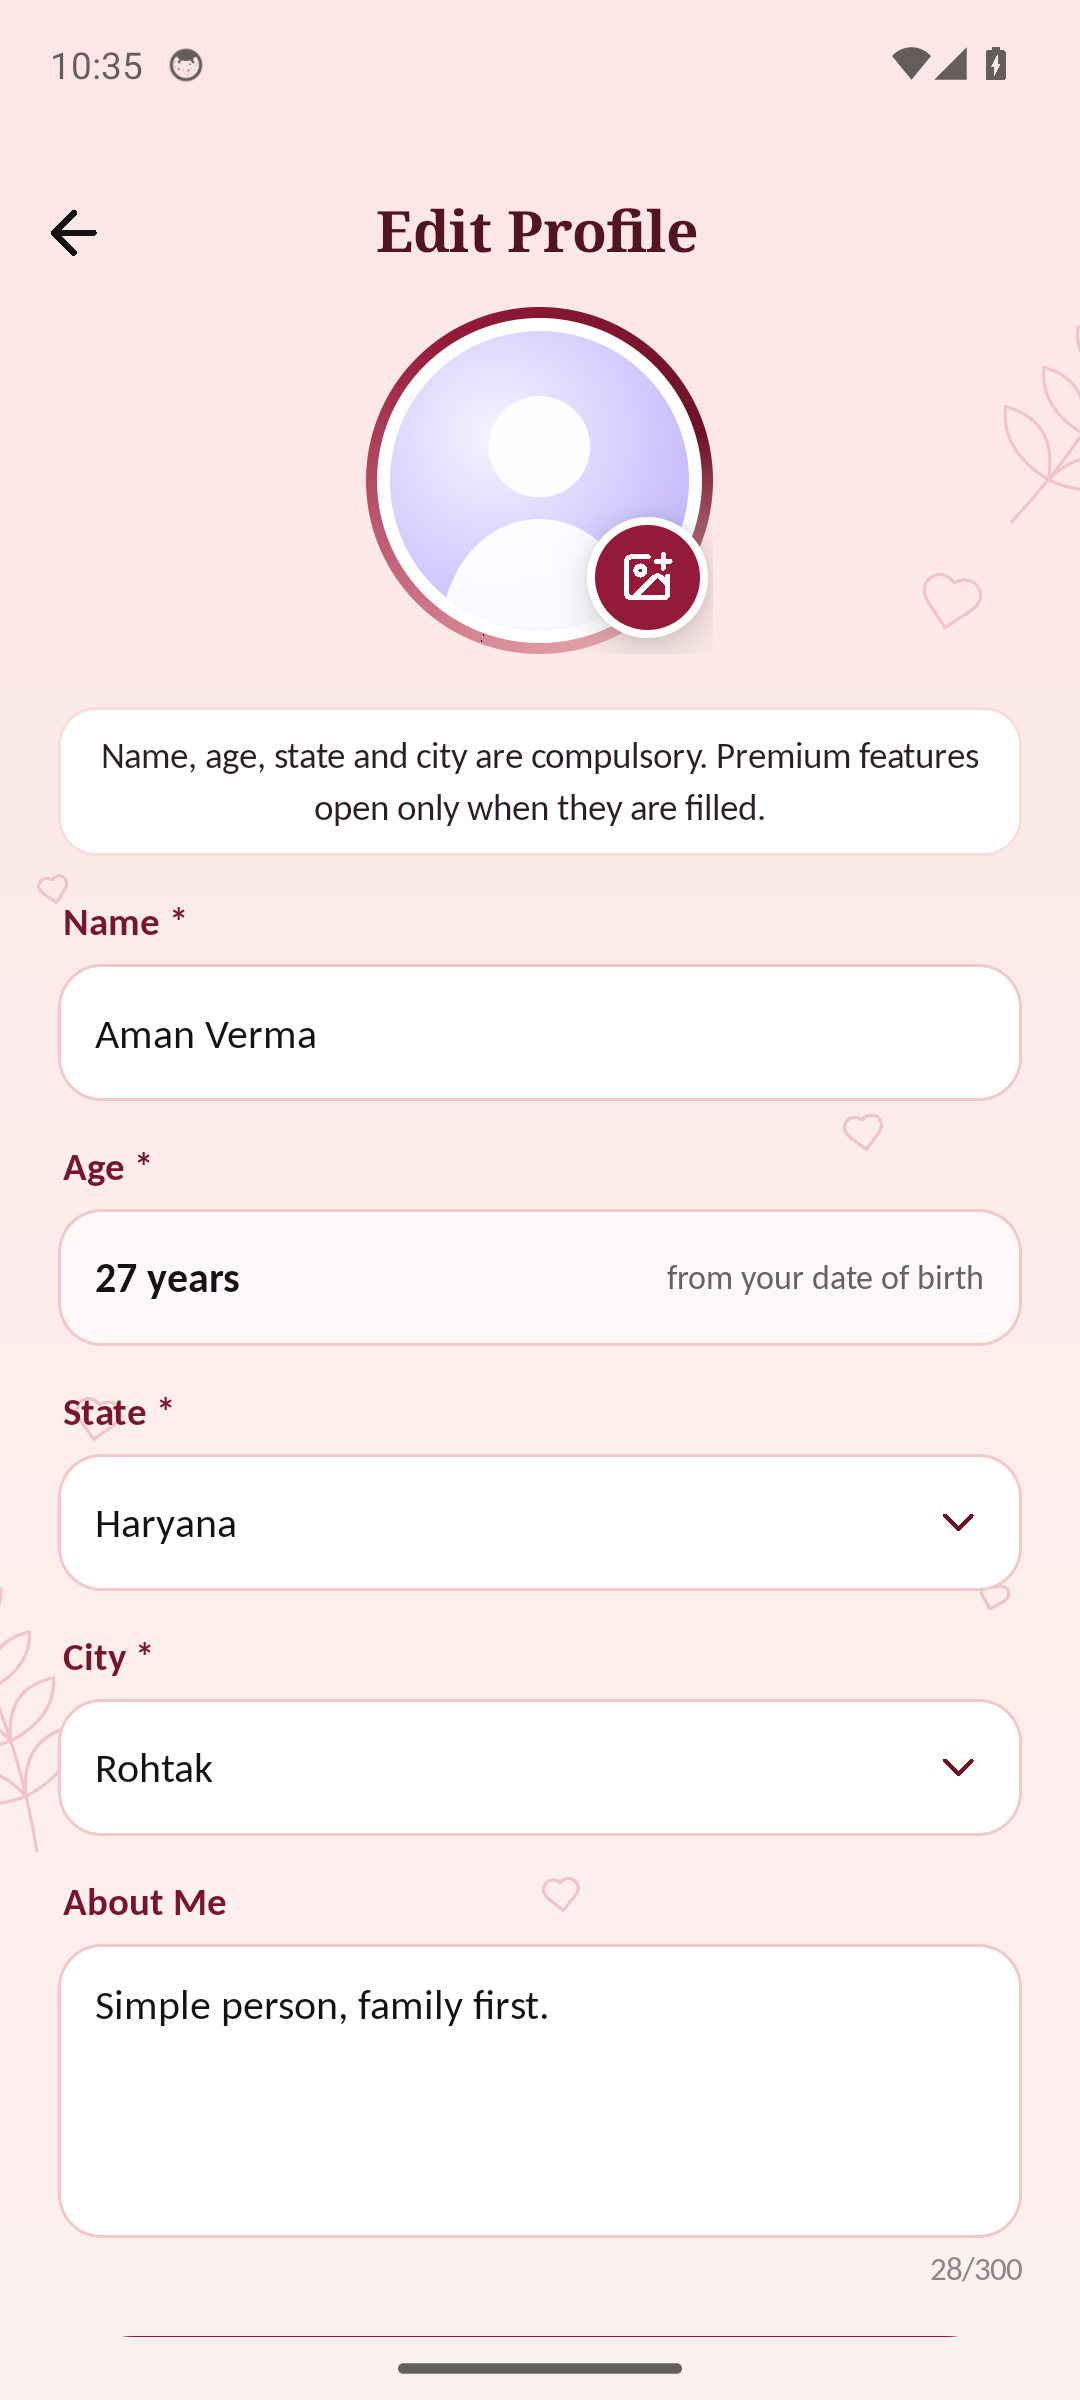 10:35
Edit Profile
Name, age, state and city are compulsory. Premium features
open only when they are filled.
Name *
Aman Verma
Age *
27 years
from your date of birth
State *
Haryana
City *
Rohtak
About Me
Simple person, family first.
28/300